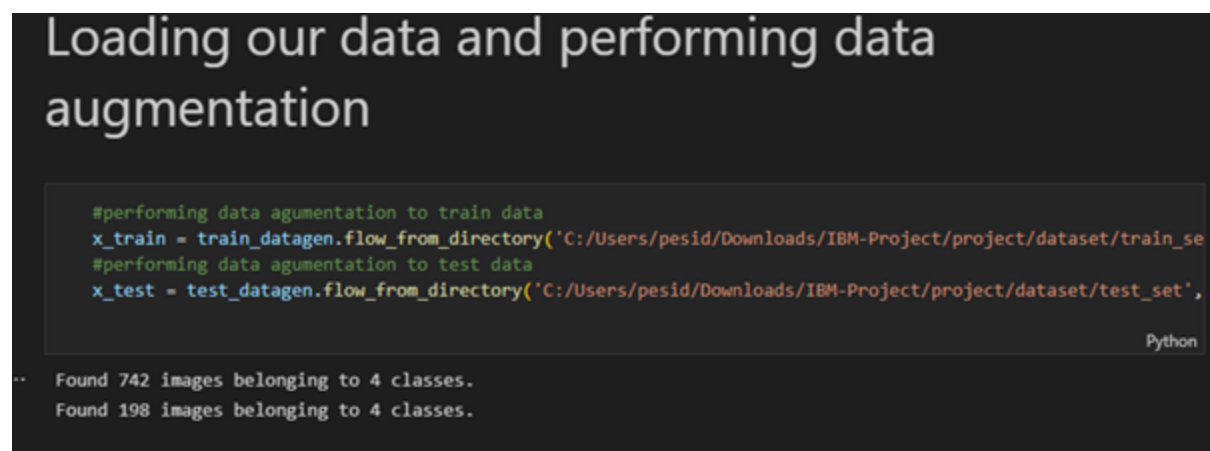 Loading our data and performing data
augmentation
#performing data agumentation to train data
x_train = train_datagen.flow_from_directory('C:/Users/pesid/Downloads/IBM-Project/project/dataset/train_se
#performing data agumentation to test data
x_test = test_datagen.flow_from_directory('C:/Users/pesid/Downloads/IBM-Project/project/dataset/test_set',
Python
Found 742 images belonging to 4 classes.
Found 198 images belonging to 4 classes.